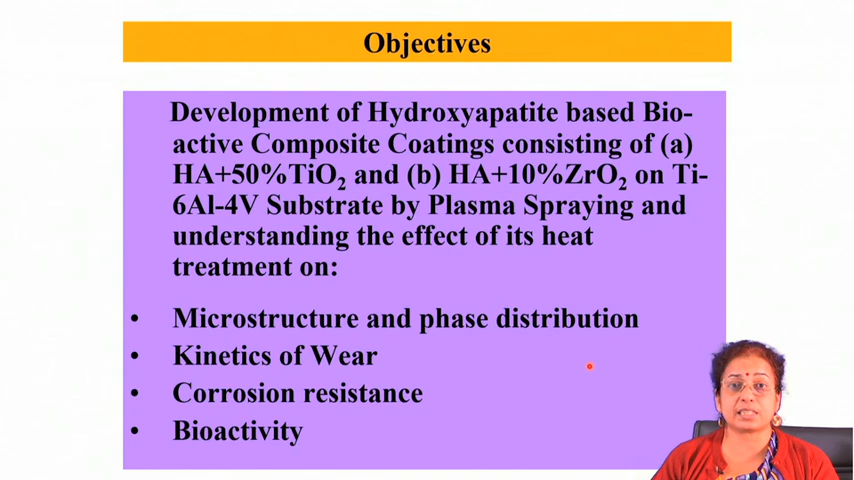 Objectives
Development of Hydroxyapatite based Bio-
active Composite Coatings consisting of (a)
HA+50%TiO₂ and (b) HA+10%ZrO₂ on Ti-
6Al-4V Substrate by Plasma Spraying and
understanding the effect of its heat
treatment on:
• Microstructure and phase distribution
• Kinetics of Wear
• Corrosion resistance
• Bioactivity